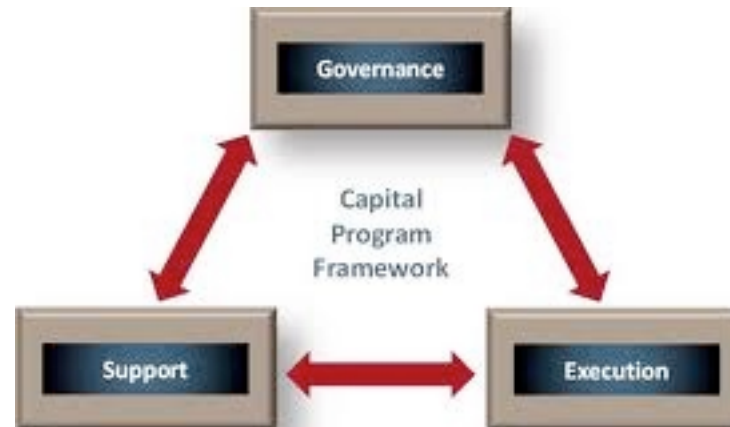 Governance
Capital
Program
Framework
Support
Execution